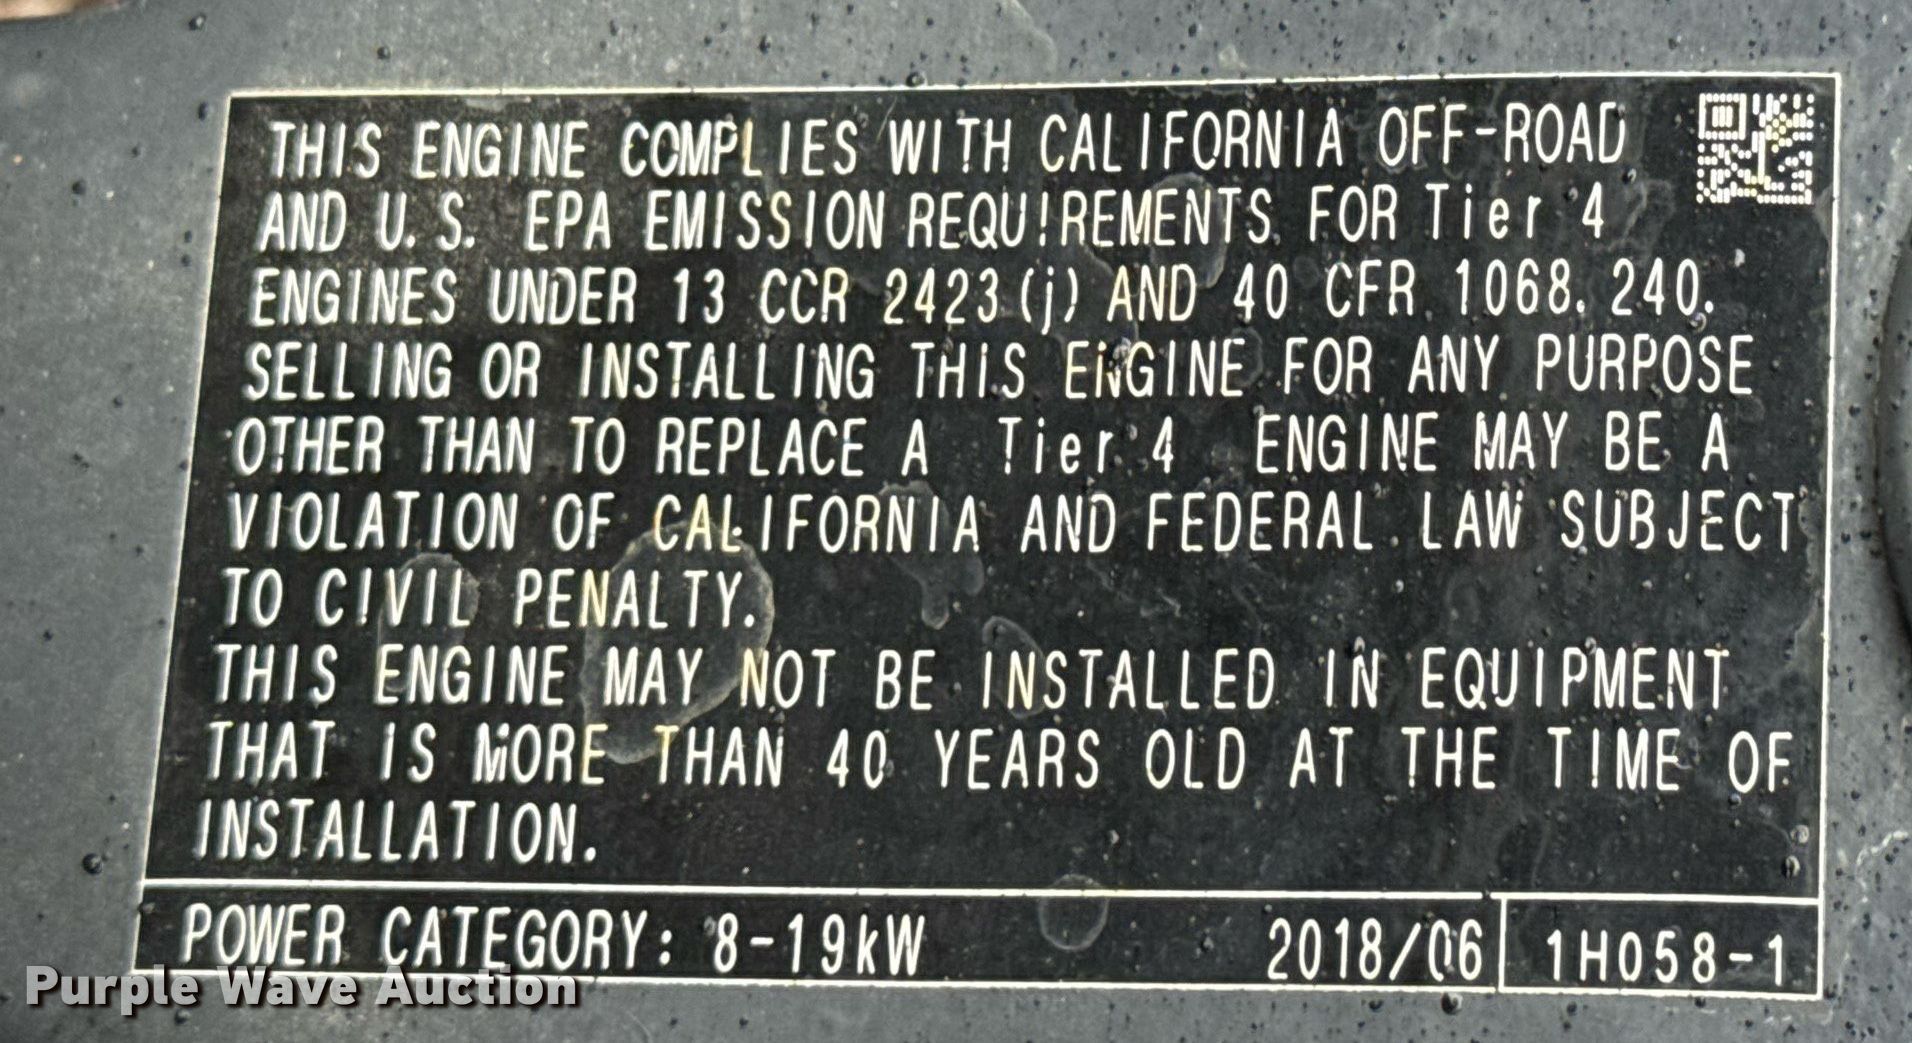 THIS ENGINE COMPLIES WITH CALIFORNIA OFF-ROAD
AND U.S. EPA EMISSION REQUIREMENTS FOR Tier 4
ENGINES UNDER 13 CCR 2423(j) AND 40 CFR 1068.240.
SELLING OR INSTALLING THIS ENGINE FOR ANY PURPOSE
OTHER THAN TO REPLACE A Tier 4 ENGINE MAY BE A
VIOLATION OF CALIFORNIA AND FEDERAL LAW SUBJECT
TO CIVIL PENALTY.
THIS ENGINE MAY NOT BE INSTALLED IN EQUIPMENT
THAT IS MORE THAN 40 YEARS OLD AT THE TIME OF
INSTALLATION.
POWER CATEGORY: 8-19kW 2018/06 1H058-1
Purple Wave Auction